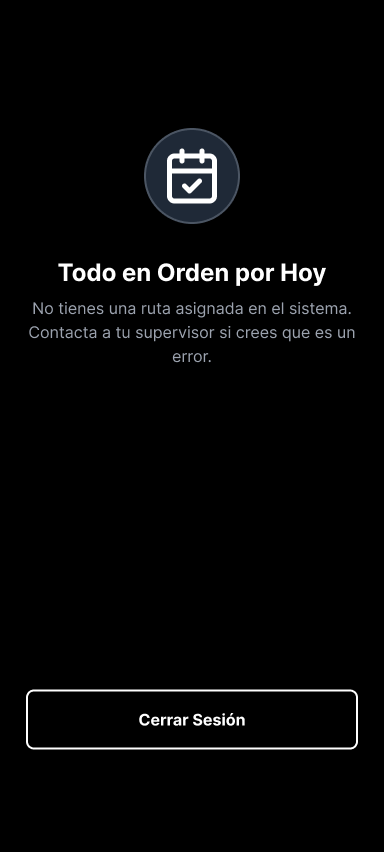 Todo en Orden por Hoy
No tienes una ruta asignada en el sistema.
Contacta a tu supervisor si crees que es un
error.
Cerrar Sesión